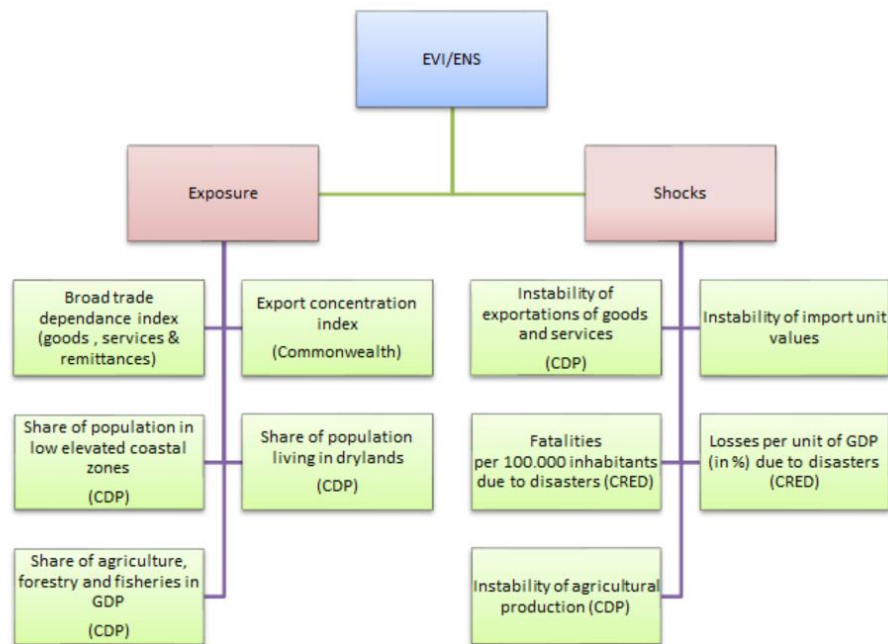 EVI/ENS
Exposure
Shocks
Broad trade
dependance index
(goods , services &
remittances)
Export concentration
index
(Commonwealth)
Instability of
exportations of goods
and services
(CDP)
Instability of import unit
values
Share of population in
low elevated coastal
zones
(CDP)
Share of population
living in drylands
(CDP)
Fatalities
per 100.000 inhabitants
due to disasters (CRED)
Losses per unit of GDP
(in %) due to disasters
(CRED)
Share of agriculture,
forestry and fisheries in
GDP
(CDP)
Instability of agricultural
production (CDP)